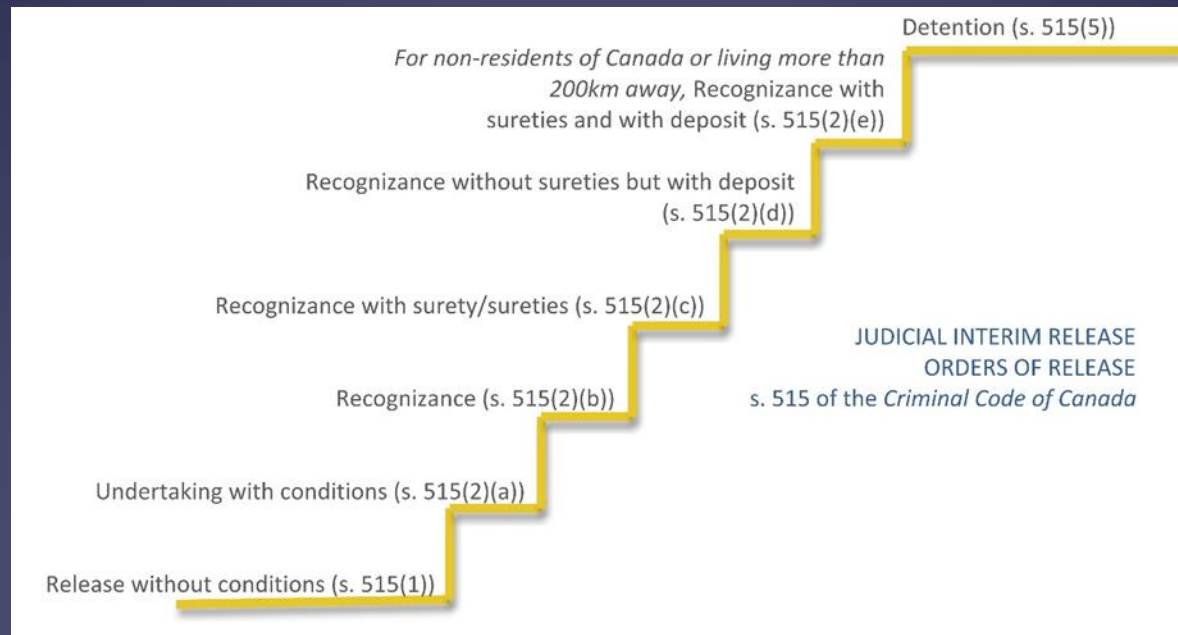 Detention (s. 515(5))
For non-residents of Canada or living more than
200km away, Recognizance with
sureties and with deposit (s. 515(2)(e))
Recognizance without sureties but with deposit
(s. 515(2)(d))
Recognizance with surety/sureties (s. 515(2)(c))
JUDICIAL INTERIM RELEASE
ORDERS OF RELEASE
s. 515 of the Criminal Code of Canada
Recognizance (s. 515(2)(b))
Undertaking with conditions (s. 515(2)(a))
Release without conditions (s. 515(1))